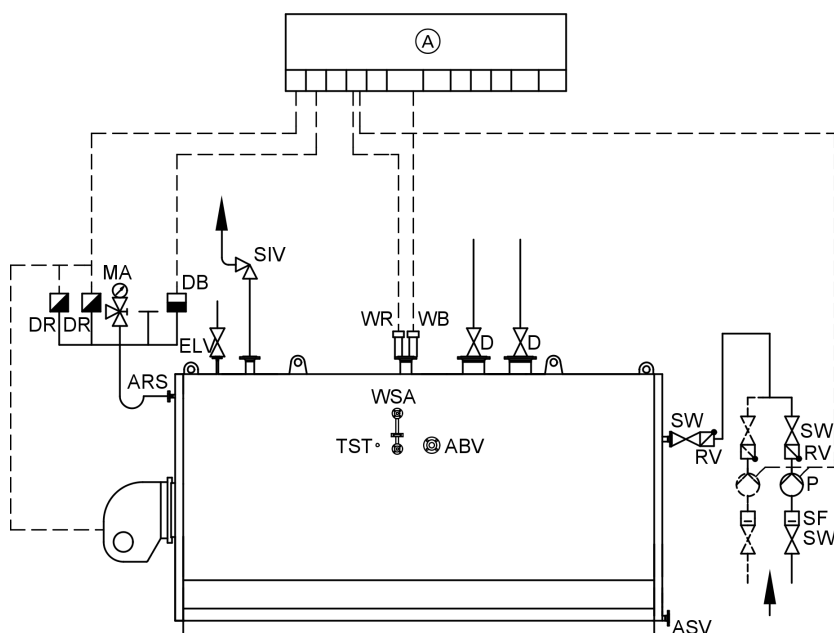 A
SIV
MA
DB
DR DR
WR WB
ELV
D D
ARS
WSA
SW
SW
TST ABV
RV
RV
P
SF
SW
ASV